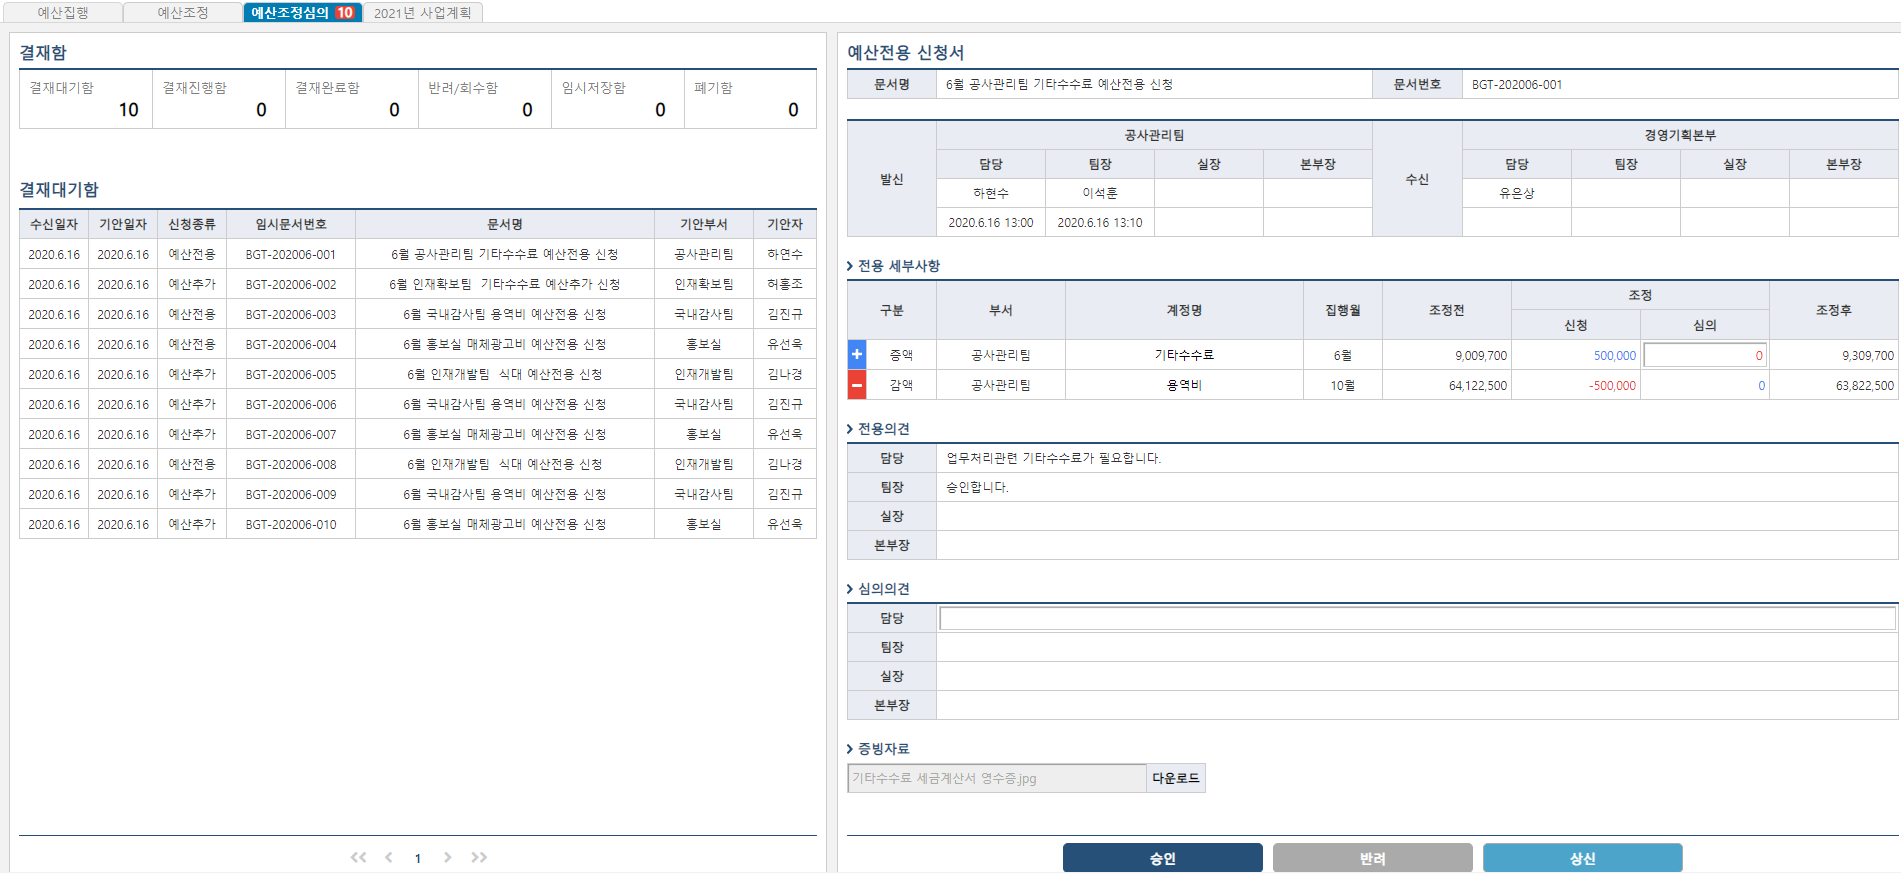 예산집행 예산조정 예산조정심의 10 2021년 사업계획
결재함
결재대기함 결재진행함 결재완료함 반려/회수함 임시저장함 폐기함
10 0 0 0 0 0
결재대기함
수신일자 기안일자 신청종류 임시문서번호 문서명 기안부서 기안자
2020.6.16 2020.6.16 예산전용 BGT-202006-001 6월 공사관리팀 기타수수료 예산전용 신청 공사관리팀 하연수
2020.6.16 2020.6.16 예산추가 BGT-202006-002 6월 인재확보팀 기타수수료 예산추가 신청 인재확보팀 허홍조
2020.6.16 2020.6.16 예산전용 BGT-202006-003 6월 국내감사팀 용역비 예산전용 신청 국내감사팀 김진규
2020.6.16 2020.6.16 예산전용 BGT-202006-004 6월 홍보실 매체광고비 예산전용 신청 홍보실 유선욱
2020.6.16 2020.6.16 예산추가 BGT-202006-005 6월 인재개발팀 식대 예산전용 신청 인재개발팀 김나경
2020.6.16 2020.6.16 예산추가 BGT-202006-006 6월 국내감사팀 용역비 예산전용 신청 국내감사팀 김진규
2020.6.16 2020.6.16 예산추가 BGT-202006-007 6월 홍보실 매체광고비 예산전용 신청 홍보실 유선욱
2020.6.16 2020.6.16 예산전용 BGT-202006-008 6월 인재개발팀 식대 예산전용 신청 인재개발팀 김나경
2020.6.16 2020.6.16 예산추가 BGT-202006-009 6월 국내감사팀 용역비 예산전용 신청 국내감사팀 김진규
2020.6.16 2020.6.16 예산추가 BGT-202006-010 6월 홍보실 매체광고비 예산전용 신청 홍보실 유선욱
1
예산전용 신청서
문서명 6월 공사관리팀 기타수수료 예산전용 신청 문서번호 BGT-202006-001
발신 공사관리팀 수신 경영기획본부
담당 팀장 실장 본부장 담당 팀장 실장 본부장
하현수 이석훈 유은상
2020.6.16 13:00 2020.6.16 13:10
전용 세부사항
구분 부서 계정명 집행월 조정전 조정 조정후
신청 심의
증액 공사관리팀 기타수수료 6월 9,009,700 500,000 0 9,309,700
감액 공사관리팀 용역비 10월 64,122,500 -500,000 0 63,822,500
전용의견
담당 업무처리관련 기타수수료가 필요합니다.
팀장 승인합니다.
실장
본부장
심의의견
담당
팀장
실장
본부장
증빙자료
기타수수료 세금계산서 영수증.jpg 다운로드
승인 반려 상신